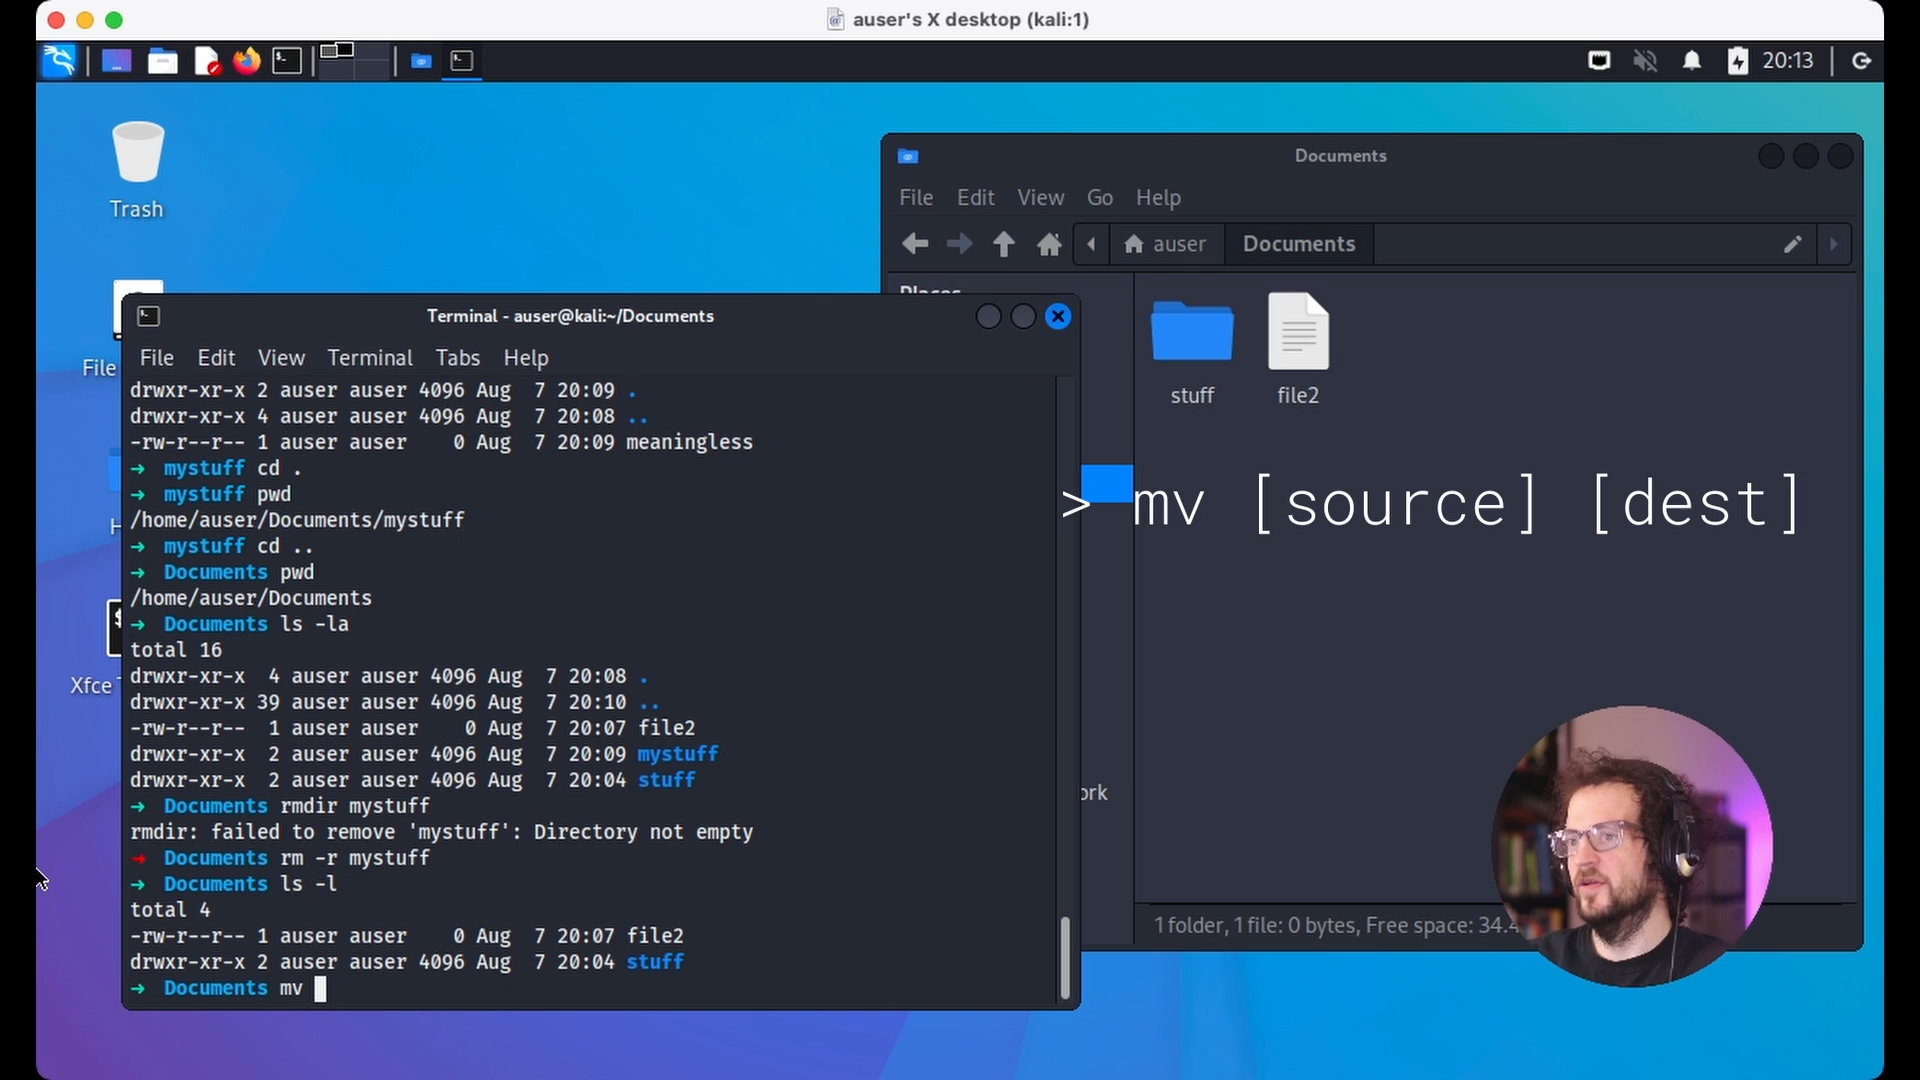 auser's X desktop (kali:1)
20:13
Trash
Documents
File Edit View Go Help
auser Documents
stuff
file2
File
Terminal - auser@kali:~/Documents
File Edit View Terminal Tabs Help
drwxr-xr-x 2 auser auser 4096 Aug  7 20:09 .
drwxr-xr-x 4 auser auser 4096 Aug  7 20:08 ..
-rw-r--r-- 1 auser auser    0 Aug  7 20:09 meaningless
→ mystuff cd .
→ mystuff pwd
/home/auser/Documents/mystuff
→ mystuff cd ..
→ Documents pwd
/home/auser/Documents
→ Documents ls -la
total 16
drwxr-xr-x  4 auser auser 4096 Aug  7 20:08 .
drwxr-xr-x 39 auser auser 4096 Aug  7 20:10 ..
-rw-r--r--  1 auser auser    0 Aug  7 20:07 file2
drwxr-xr-x  2 auser auser 4096 Aug  7 20:09 mystuff
drwxr-xr-x  2 auser auser 4096 Aug  7 20:04 stuff
→ Documents rmdir mystuff
rmdir: failed to remove 'mystuff': Directory not empty
→ Documents rm -r mystuff
→ Documents ls -l
total 4
-rw-r--r-- 1 auser auser    0 Aug  7 20:07 file2
drwxr-xr-x 2 auser auser 4096 Aug  7 20:04 stuff
→ Documents mv
> mv [source] [dest]
Xfce
ork
1 folder, 1 file: 0 bytes, Free space: 34.4